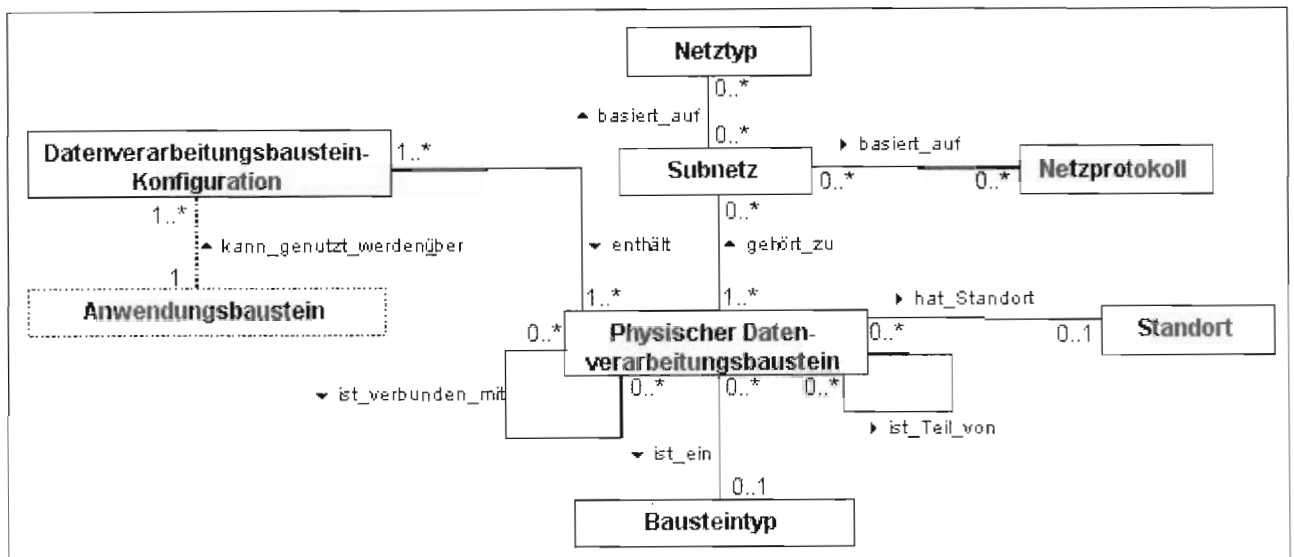 Netztyp
0..*
basiert_auf
0..*
Datenverarbeitungsbaustein-
Konfiguration
1..*
Subnetz
basiert_auf
0..*
0..*
Netzprotokoll
1..*
0..*
kann_genutzt_werdenüber
enthält
gehört_zu
1
Anwendungsbaustein
1..*
1..*
hat_Standort
0..*
Physischer Daten-
verarbeitungsbaustein
0..*
0..1
Standort
ist_verbunden_mit
0..*
0..*
0..*
ist_Teil_von
ist_ein
0..1
Bausteintyp